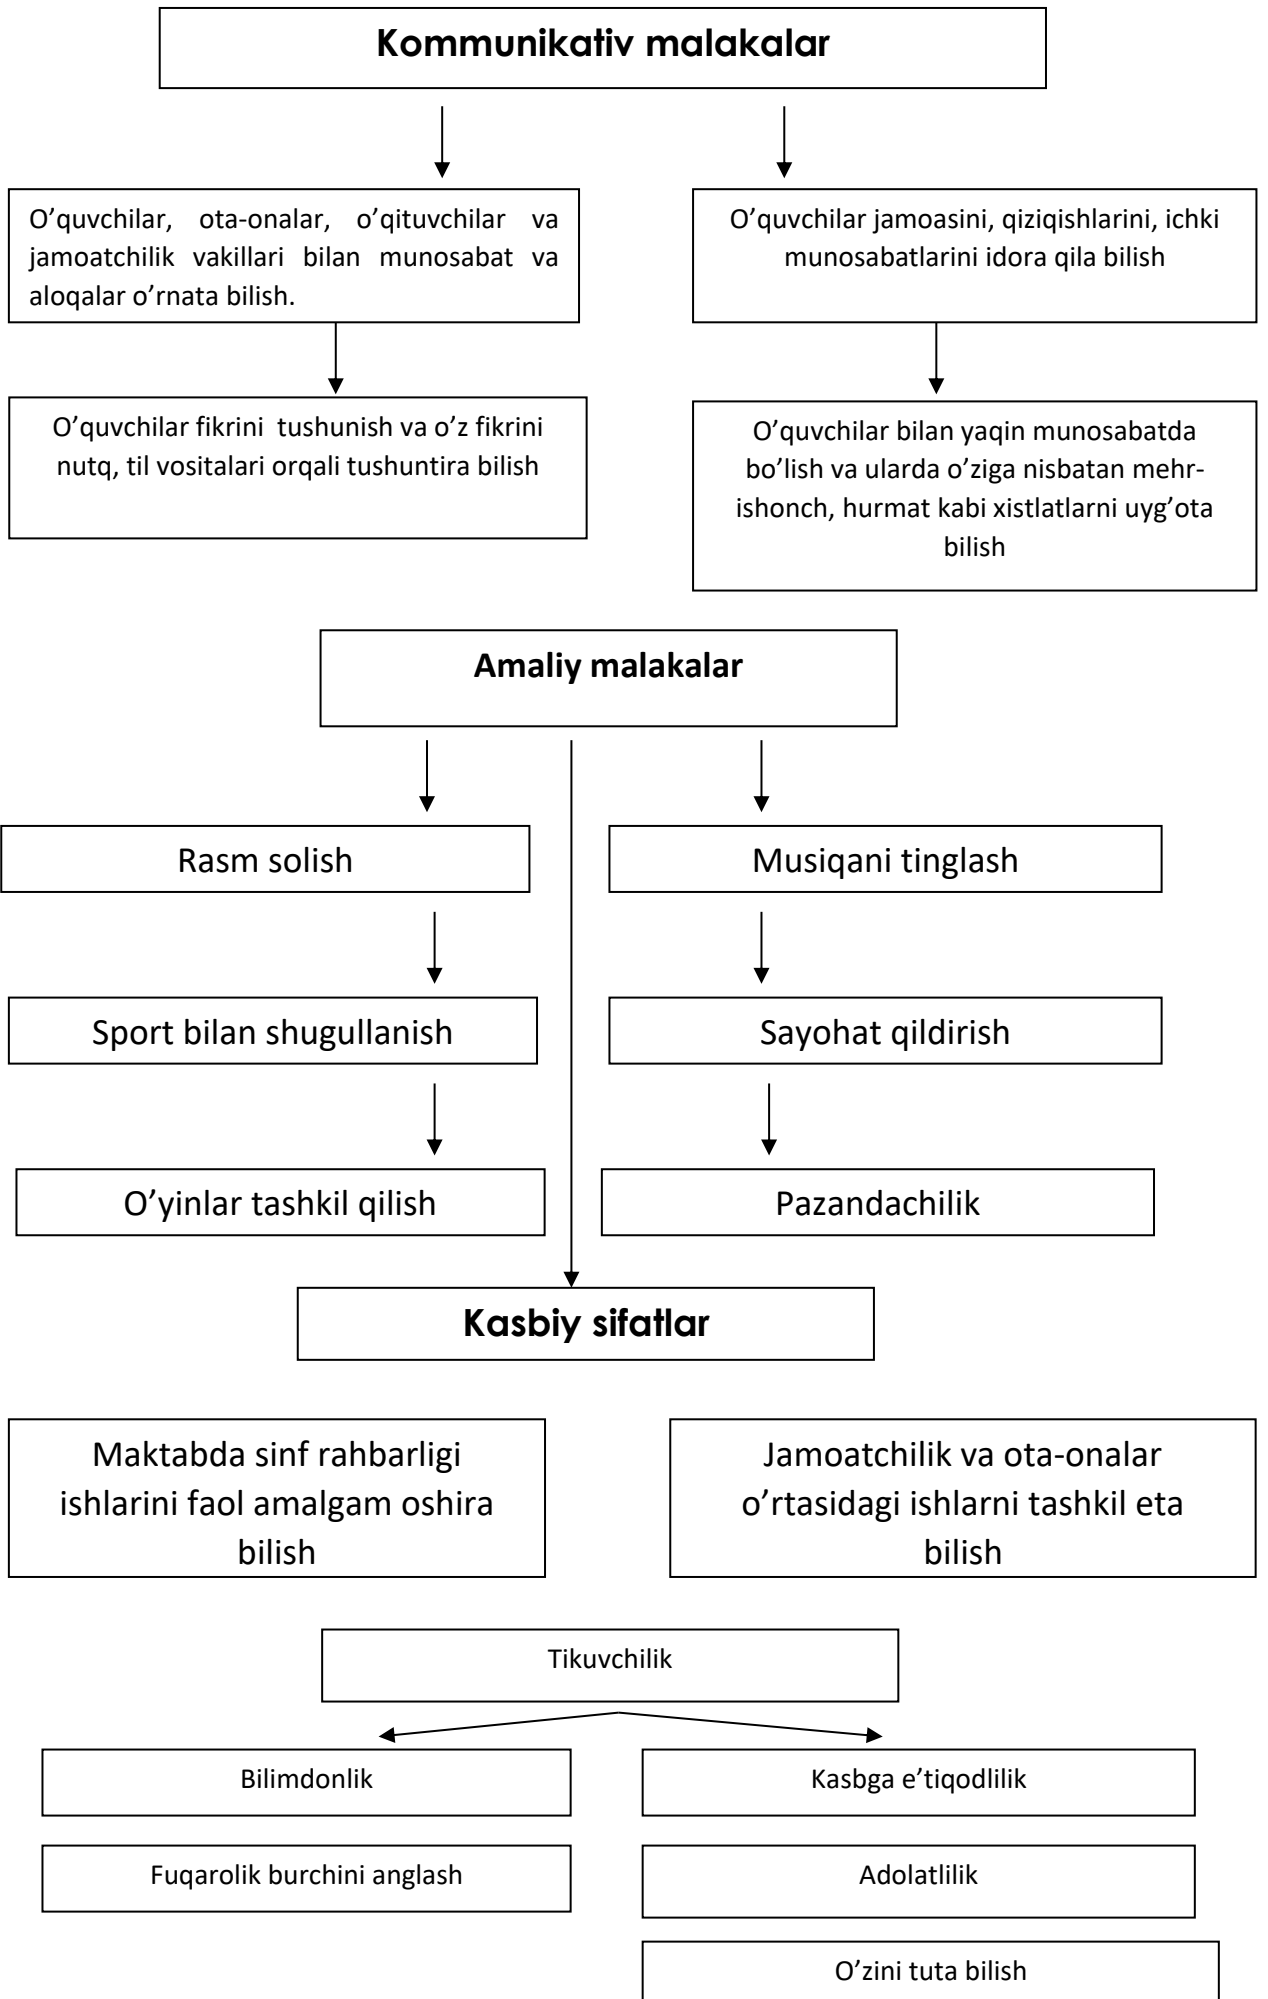 Kommunikativ malakalar
O’quvchilar, ota-onalar, o’qituvchilar va
jamoatchilik vakillari bilan munosabat va
aloqalar o’rnata bilish.
O’quvchilar jamoasini, qiziqishlarini, ichki
munosabatlarini idora qila bilish
O’quvchilar fikrini tushunish va o’z fikrini
nutq, til vositalari orqali tushuntira bilish
O’quvchilar bilan yaqin munosabatda
bo’lish va ularda o’ziga nisbatan mehr-
ishonch, hurmat kabi xistlatlarni uyg’ota
bilish
Amaliy malakalar
Rasm solish
Musiqani tinglash
Sport bilan shugullanish
Sayohat qildirish
O’yinlar tashkil qilish
Pazandachilik
Kasbiy sifatlar
Maktabda sinf rahbarligi
ishlarini faol amalgam oshira
bilish
Jamoatchilik va ota-onalar
o’rtasidagi ishlarni tashkil eta
bilish
Tikuvchilik
Bilimdonlik
Kasbga e’tiqodlilik
Fuqarolik burchini anglash
Adolatlilik
O’zini tuta bilish